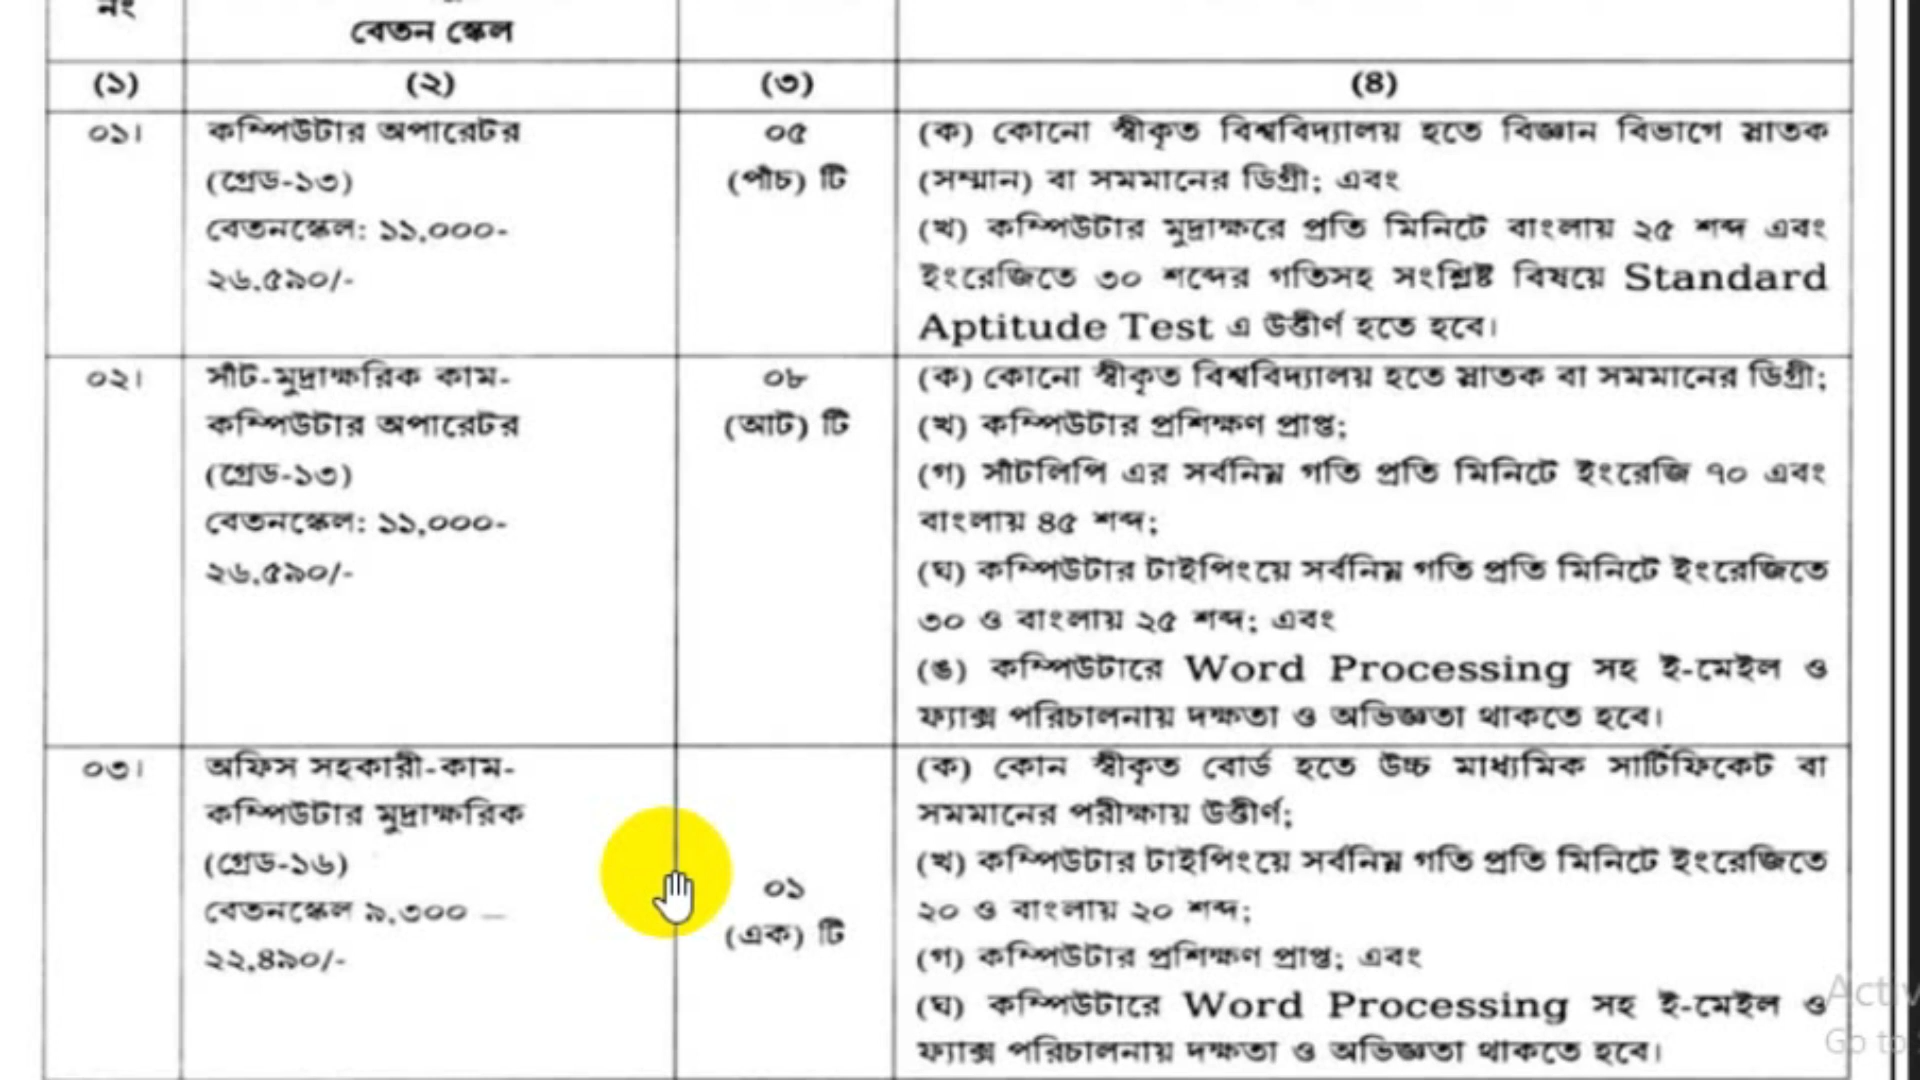 নং
বেতন স্কেল
(১) (২) (৩) (৪)
০১। কম্পিউটার অপারেটর
(গ্রেড-১৩)
বেতনস্কেল: ১১,০০০-
২৬,৫৯০/-
০৫
(পাঁচ) টি
(ক) কোনো স্বীকৃত বিশ্ববিদ্যালয় হতে বিজ্ঞান বিভাগে স্নাতক
(সম্মান) বা সমমানের ডিগ্রী; এবং
(খ) কম্পিউটার মুদ্রাক্ষরে প্রতি মিনিটে বাংলায় ২৫ শব্দ এবং
ইংরেজিতে ৩০ শব্দের গতিসহ সংশ্লিষ্ট বিষয়ে Standard
Aptitude Test এ উত্তীর্ণ হতে হবে।
০২। সাঁট-মুদ্রাক্ষরিক কাম-
কম্পিউটার অপারেটর
(গ্রেড-১৩)
বেতনস্কেল: ১১,০০০-
২৬,৫৯০/-
০৮
(আট) টি
(ক) কোনো স্বীকৃত বিশ্ববিদ্যালয় হতে স্নাতক বা সমমানের ডিগ্রী;
(খ) কম্পিউটার প্রশিক্ষণ প্রাপ্ত;
(গ) সাঁটলিপি এর সর্বনিম্ন গতি প্রতি মিনিটে ইংরেজি ৭০ এবং
বাংলায় ৪৫ শব্দ;
(ঘ) কম্পিউটার টাইপিংয়ে সর্বনিম্ন গতি প্রতি মিনিটে ইংরেজিতে
৩০ ও বাংলায় ২৫ শব্দ; এবং
(ঙ) কম্পিউটারে Word Processing সহ ই-মেইল ও
ফ্যাক্স পরিচালনায় দক্ষতা ও অভিজ্ঞতা থাকতে হবে।
০৩। অফিস সহকারী-কাম-
কম্পিউটার মুদ্রাক্ষরিক
(গ্রেড-১৬)
বেতনস্কেল ৯,৩০০ –
২২,৪৯০/-
০১
(এক) টি
(ক) কোন স্বীকৃত বোর্ড হতে উচ্চ মাধ্যমিক সার্টিফিকেট বা
সমমানের পরীক্ষায় উত্তীর্ণ;
(খ) কম্পিউটার টাইপিংয়ে সর্বনিম্ন গতি প্রতি মিনিটে ইংরেজিতে
২০ ও বাংলায় ২০ শব্দ;
(গ) কম্পিউটার প্রশিক্ষণ প্রাপ্ত; এবং
(ঘ) কম্পিউটারে Word Processing সহ ই-মেইল ও
ফ্যাক্স পরিচালনায় দক্ষতা ও অভিজ্ঞতা থাকতে হবে।
Activ
Go to